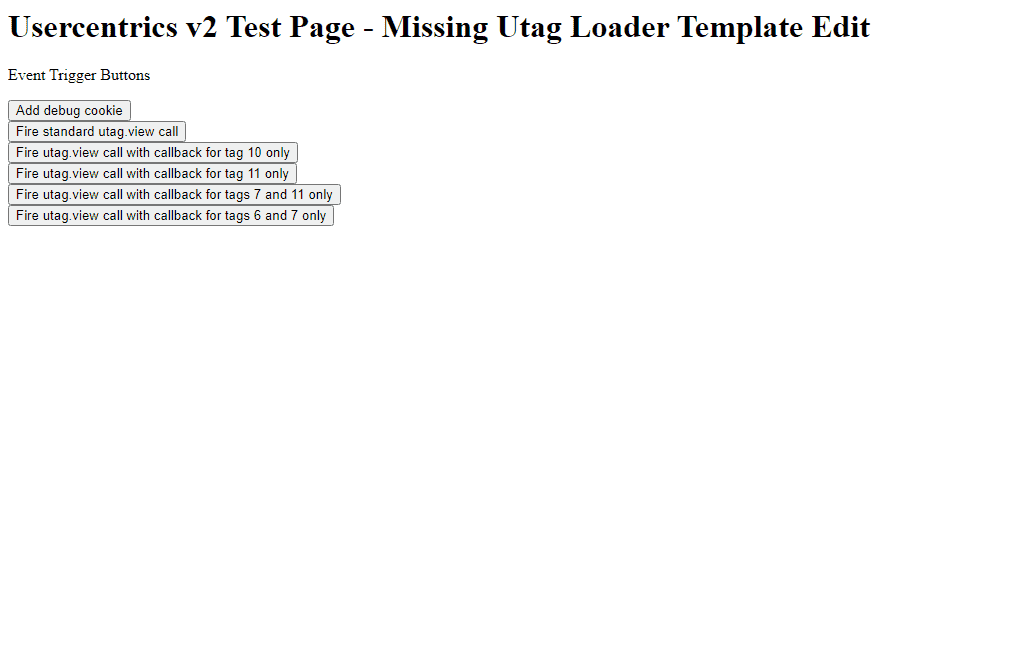 Usercentrics v2 Test Page - Missing Utag Loader Template Edit
Event Trigger Buttons
Add debug cookie
Fire standard utag.view call
Fire utag.view call with callback for tag 10 only
Fire utag.view call with callback for tag 11 only
Fire utag.view call with callback for tags 7 and 11 only
Fire utag.view call with callback for tags 6 and 7 only